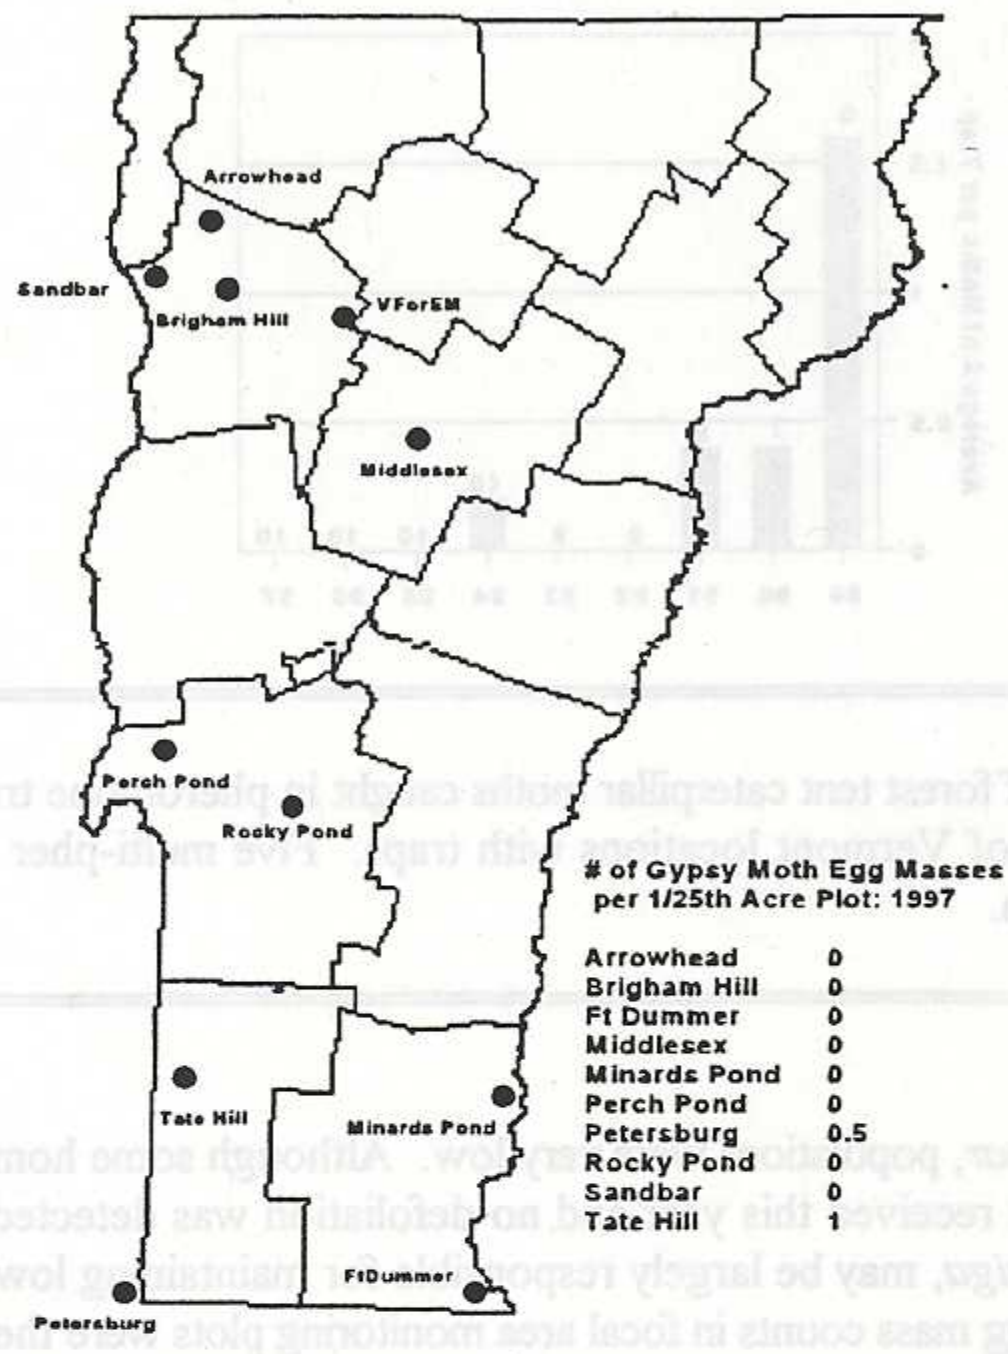 Arrowhead
Sandbar
Brigham Hill
VForEM
Middlesex
Perch Pond
Rocky Pond
# of Gypsy Moth Egg Masses
per 1/25th Acre Plot: 1997
Arrowhead 0
Brigham Hill 0
Ft Dummer 0
Middlesex 0
Minards Pond 0
Perch Pond 0
Petersburg 0.5
Rocky Pond 0
Sandbar 0
Tate Hill 1
Tate Hill
Minards Pond
FtDummer
Petersburg